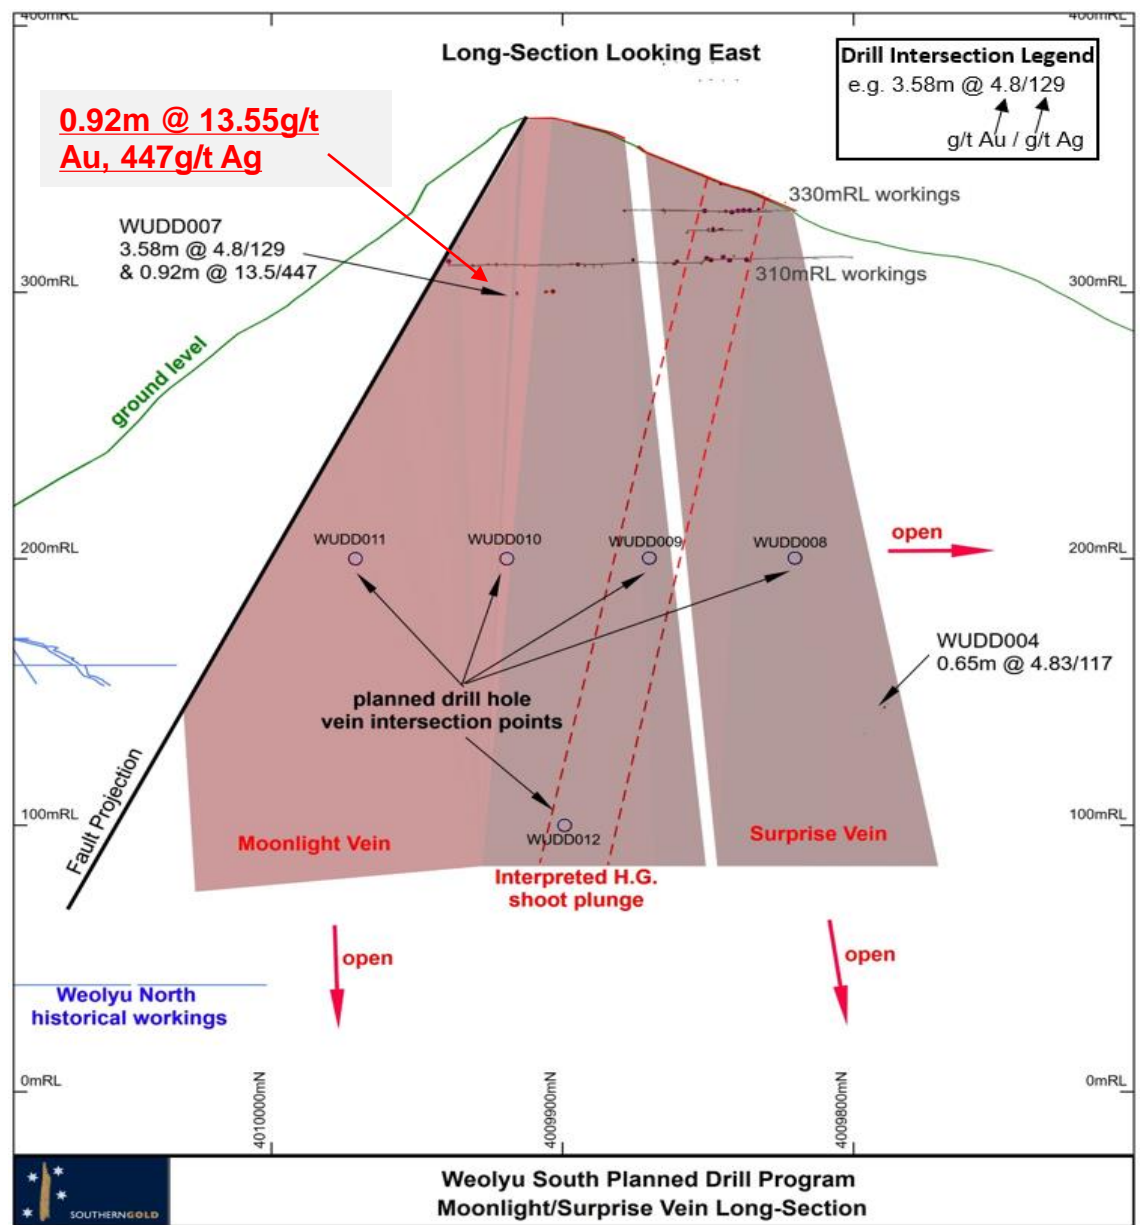 400mRL
400mRL
Long-Section Looking East
Drill Intersection Legend
e.g. 3.58m @ 4.8/129
g/t Au / g/t Ag
0.92m @ 13.55g/t
Au, 447g/t Ag
330mRL workings
WUDD007
3.58m @ 4.8/129
& 0.92m @ 13.5/447
310mRL workings
300mRL
300mRL
ground level
open
WUDD011
WUDD010
WUDD009
WUDD008
200mRL
200mRL
WUDD004
0.65m @ 4.83/117
planned drill hole
vein intersection points
Fault Projection
100mRL
100mRL
Moonlight Vein
WUDD012
Surprise Vein
Interpreted H.G.
shoot plunge
open
open
Weolyu North
historical workings
0mRL
0mRL
4010000mN
4009900mN
4009800mN
SOUTHERNGOLD
Weolyu South Planned Drill Program
Moonlight/Surprise Vein Long-Section